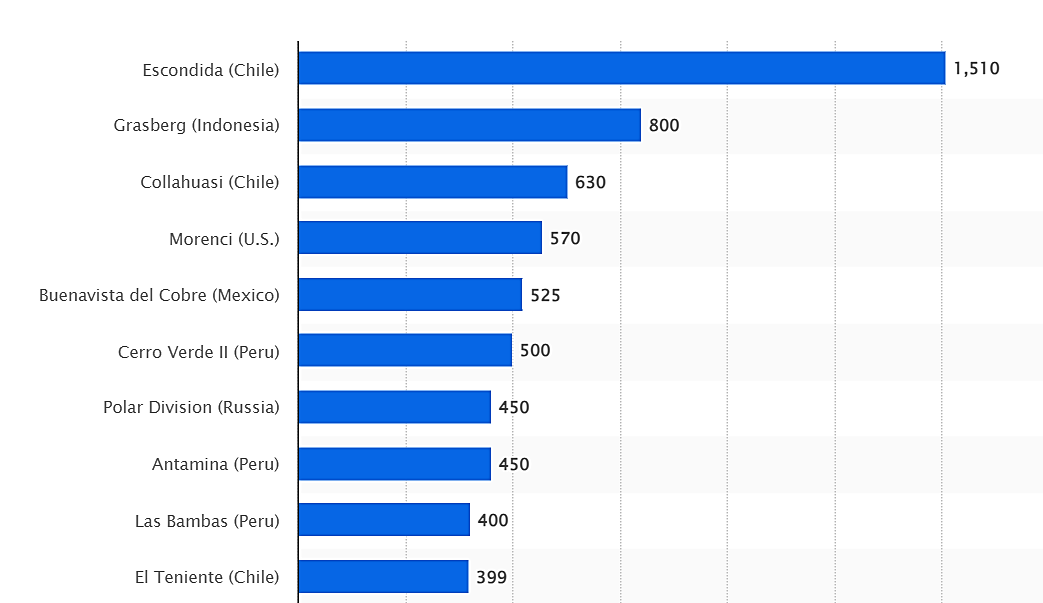 Escondida (Chile) 1,510
Grasberg (Indonesia) 800
Collahuasi (Chile) 630
Morenci (U.S.) 570
Buenavista del Cobre (Mexico) 525
Cerro Verde II (Peru) 500
Polar Division (Russia) 450
Antamina (Peru) 450
Las Bambas (Peru) 400
El Teniente (Chile) 399